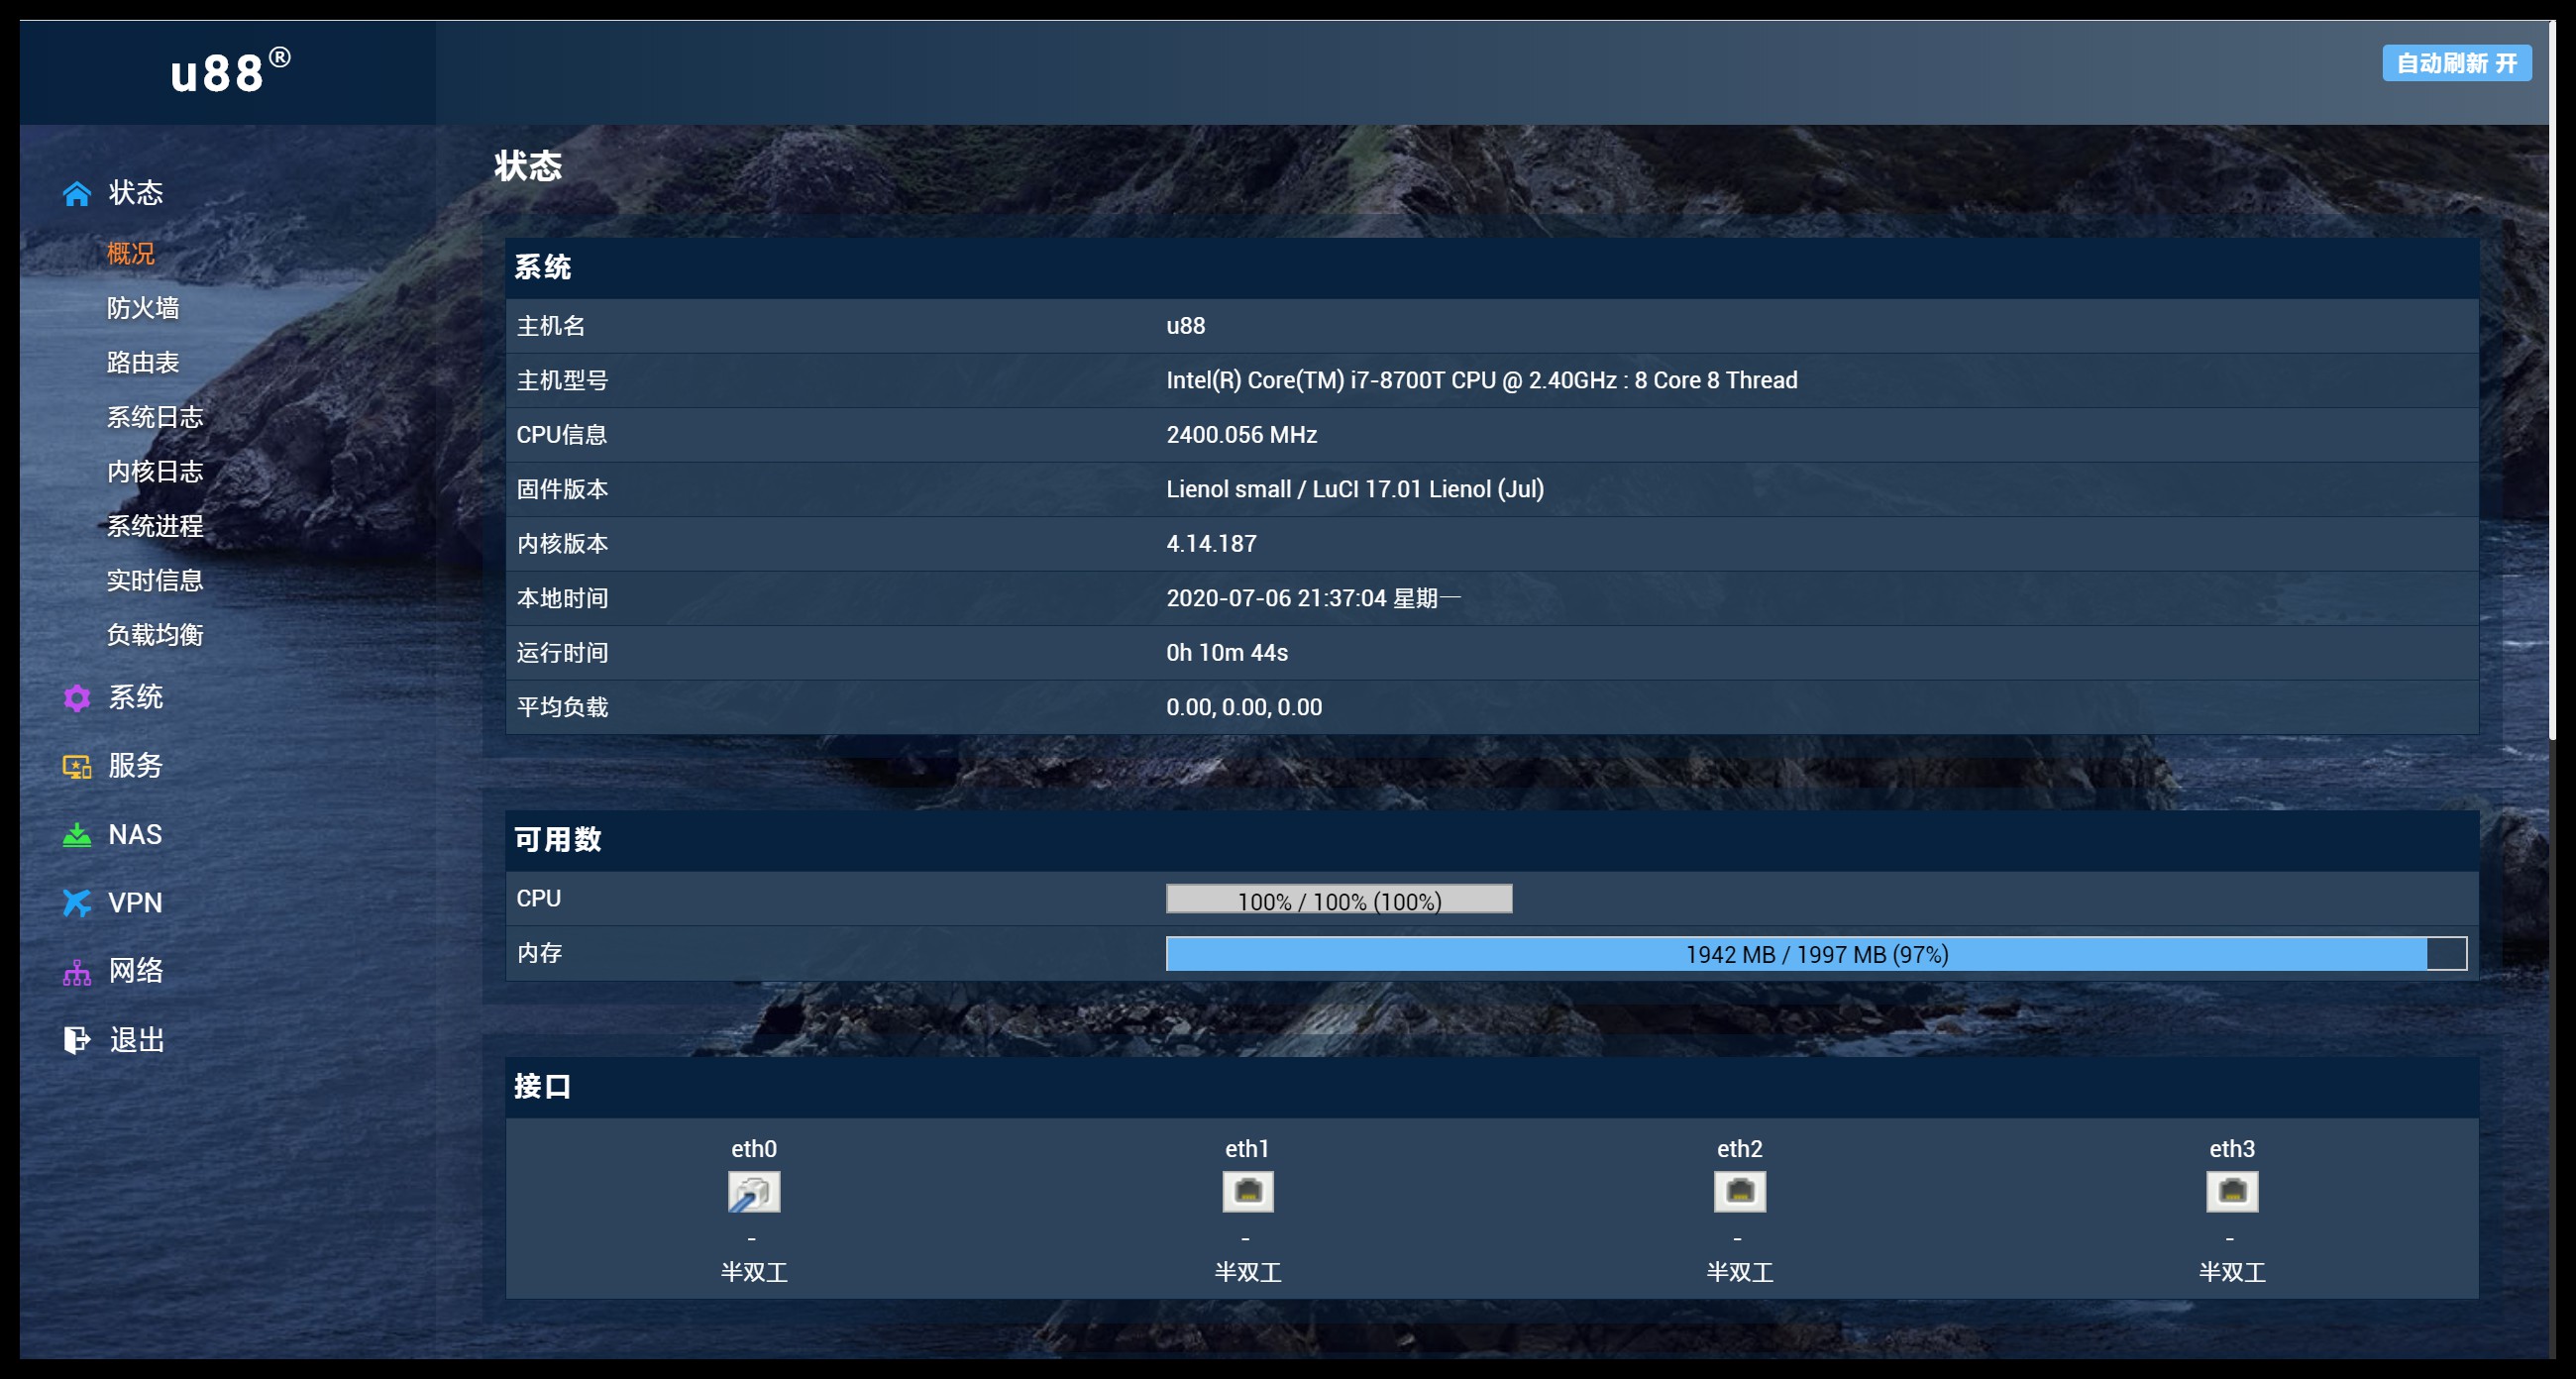 u88®
自动刷新 开
状态
概况
防火墙
路由表
系统日志
内核日志
系统进程
实时信息
负载均衡
系统
服务
NAS
VPN
网络
退出
状态
系统
主机名 u88
主机型号 Intel(R) Core(TM) i7-8700T CPU @ 2.40GHz : 8 Core 8 Thread
CPU信息 2400.056 MHz
固件版本 Lienol small / LuCI 17.01 Lienol (Jul)
内核版本 4.14.187
本地时间 2020-07-06 21:37:04 星期一
运行时间 0h 10m 44s
平均负载 0.00, 0.00, 0.00
可用数
CPU 100% / 100% (100%)
内存 1942 MB / 1997 MB (97%)
接口
eth0 eth1 eth2 eth3
- - - -
半双工 半双工 半双工 半双工